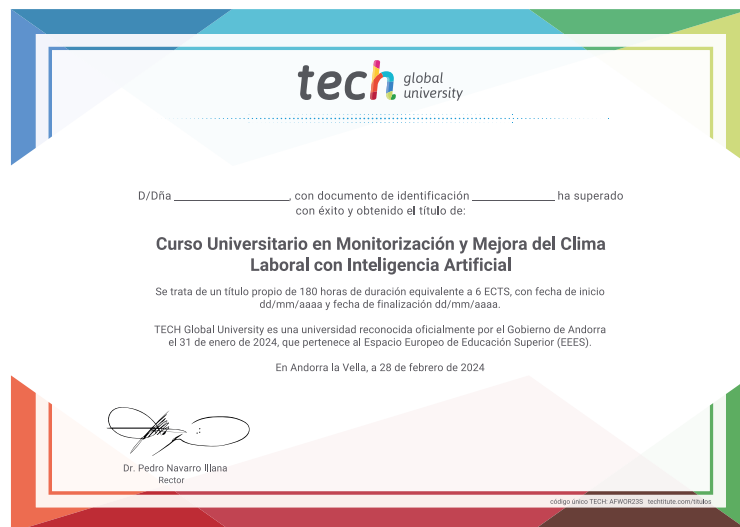 tech global university
D/Dña ______________, con documento de identificación ______________ ha superado
con éxito y obtenido el título de:
Curso Universitario en Monitorización y Mejora del Clima
Laboral con Inteligencia Artificial
Se trata de un título propio de 180 horas de duración equivalente a 6 ECTS, con fecha de inicio
dd/mm/aaaa y fecha de finalización dd/mm/aaaa.
TECH Global University es una universidad reconocida oficialmente por el Gobierno de Andorra
el 31 de enero de 2024, que pertenece al Espacio Europeo de Educación Superior (EEES).
En Andorra la Vella, a 28 de febrero de 2024
Dr. Pedro Navarro Illana
Rector
código único TECH: AFWOR23S techtitute.com/titulos